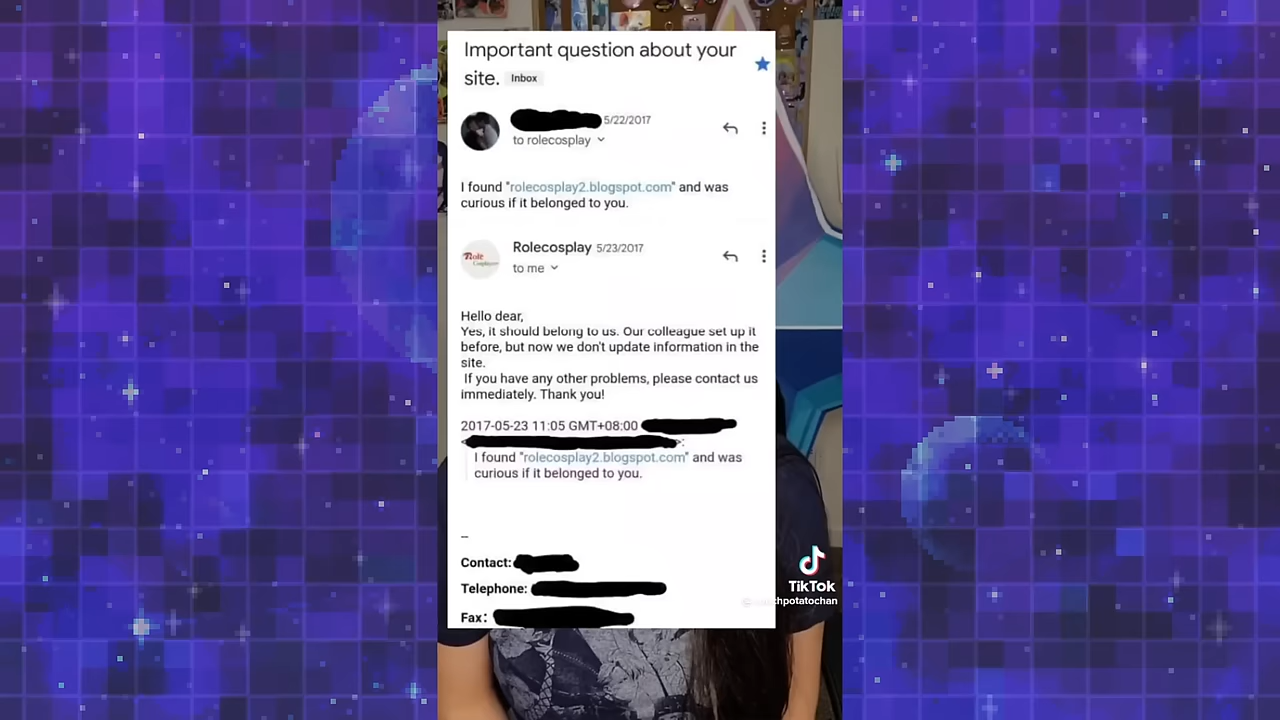 Important question about your
site. Inbox
5/22/2017
to rolecosplay
I found "rolecosplay2.blogspot.com" and was
curious if it belonged to you.
Role
Cosplay
Rolecosplay 5/23/2017
to me
Hello dear,
Yes, it should belong to us. Our colleague set up it
before, but now we don't update information in the
site.
If you have any other problems, please contact us
immediately. Thank you!
2017-05-23 11:05 GMT+08:00
I found "rolecosplay2.blogspot.com" and was
curious if it belonged to you.
--
Contact:
Telephone:
Fax:
TikTok